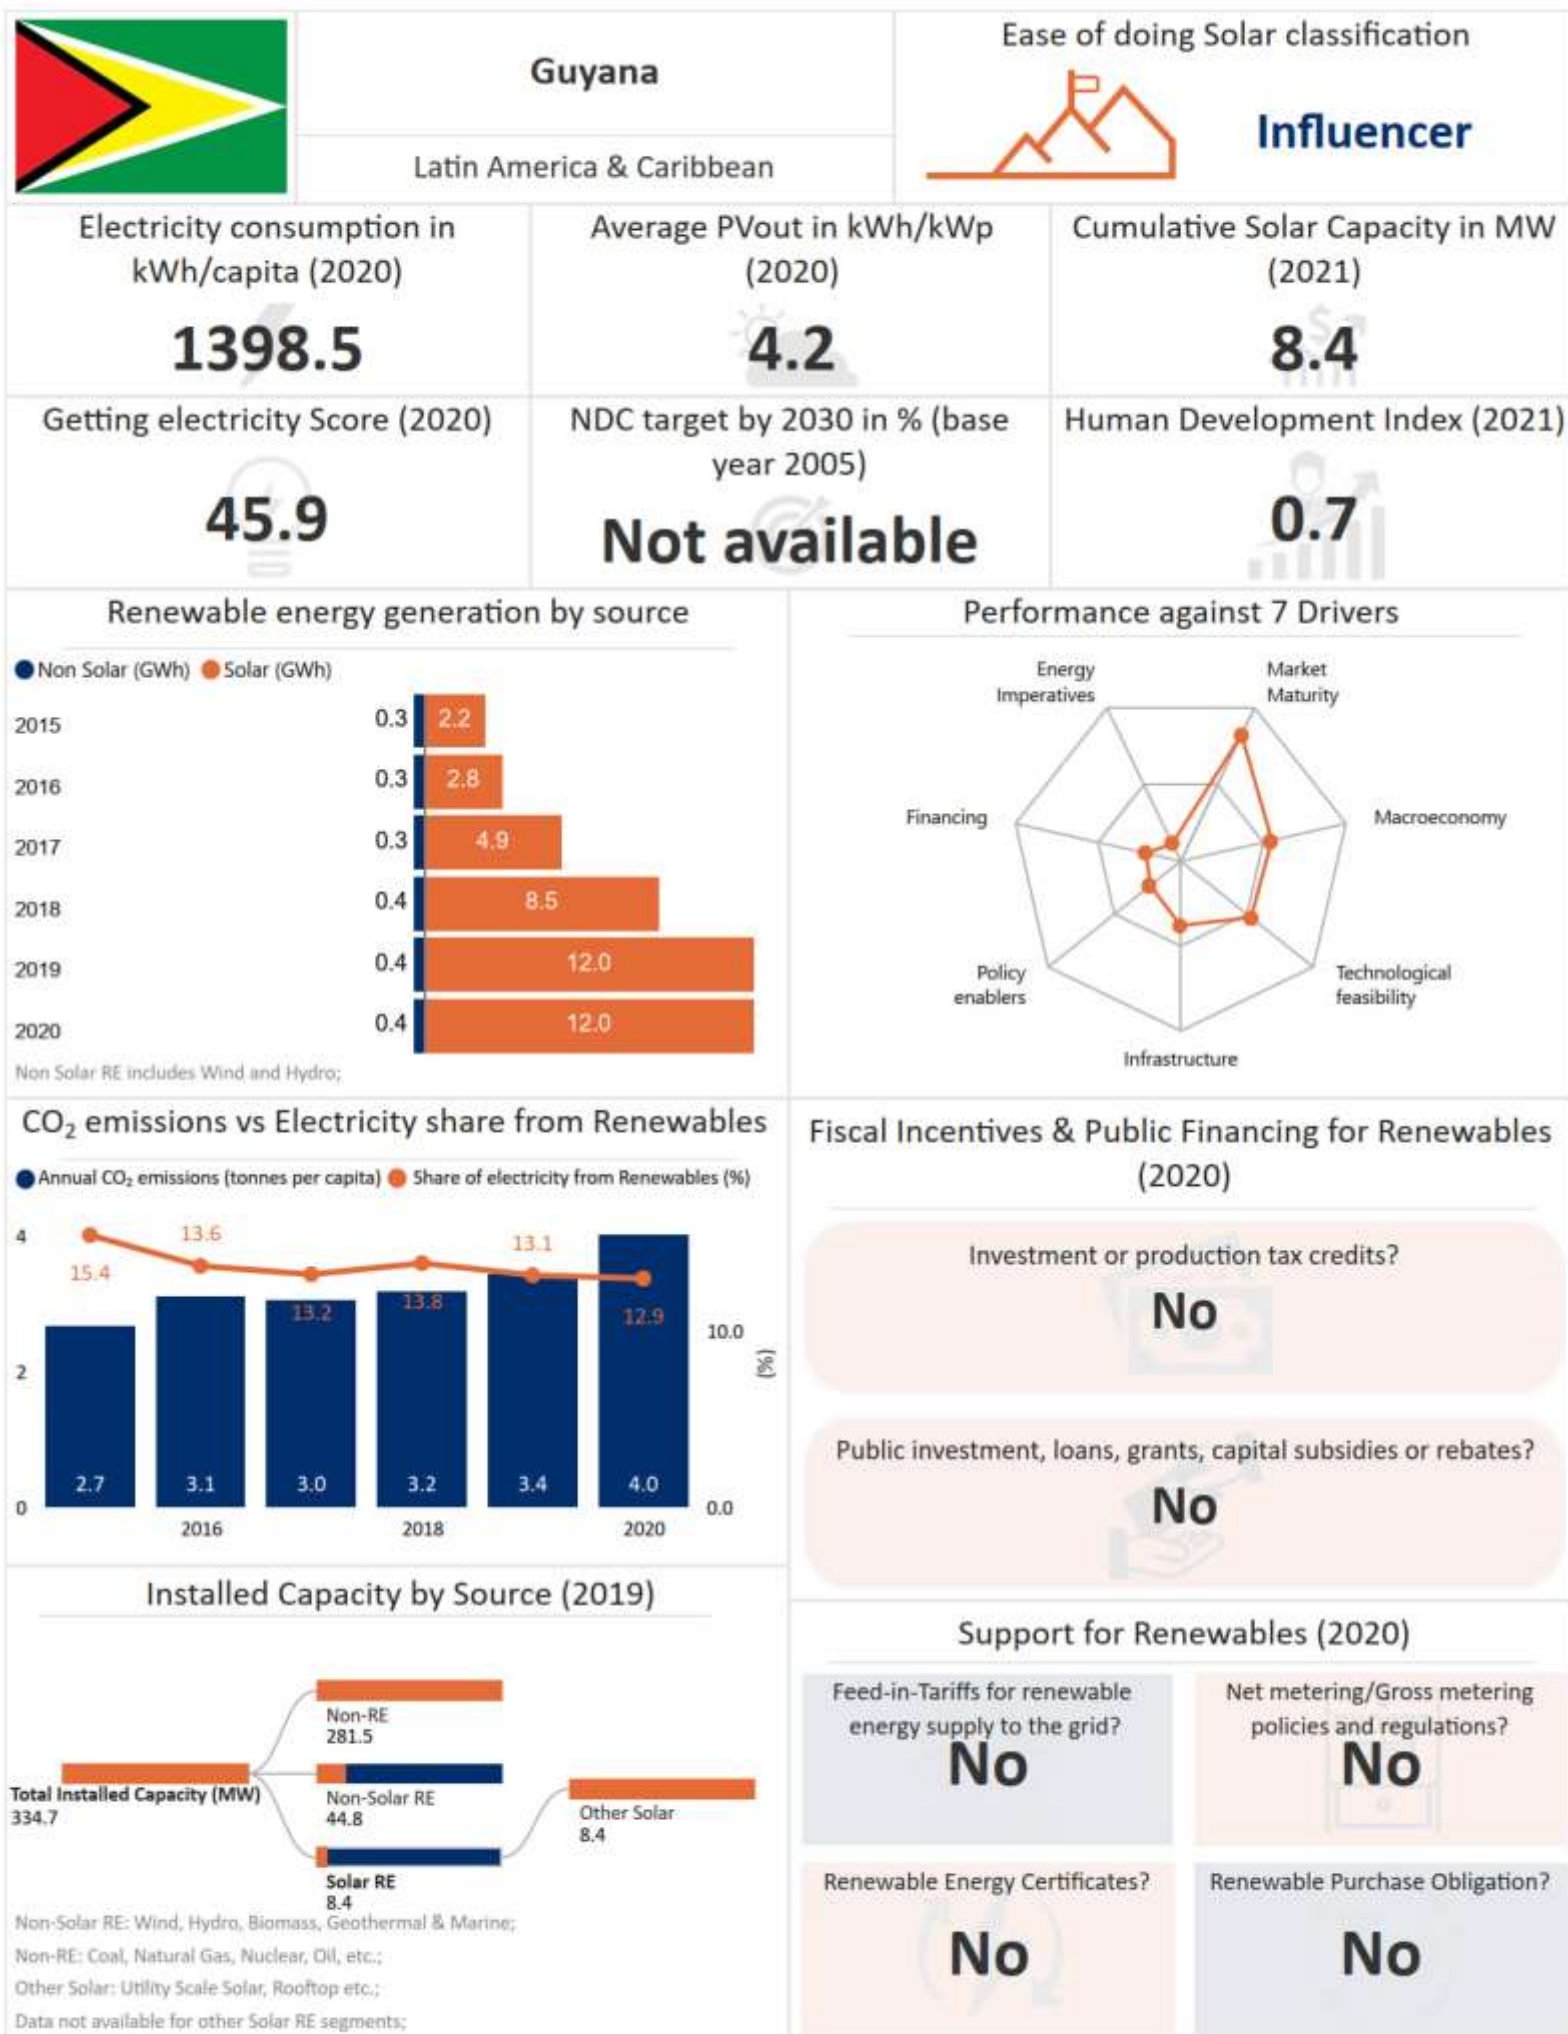 Guyana
Latin America & Caribbean
Ease of doing Solar classification
Influencer
Electricity consumption in
kWh/capita (2020)
1398.5
Average PVout in kWh/kWp
(2020)
4.2
Cumulative Solar Capacity in MW
(2021)
8.4
Getting electricity Score (2020)
45.9
NDC target by 2030 in % (base
year 2005)
Not available
Human Development Index (2021)
0.7
Renewable energy generation by source
Non Solar (GWh) Solar (GWh)
2015 0.3 2.2
2016 0.3 2.8
2017 0.3 4.9
2018 0.4 8.5
2019 0.4 12.0
2020 0.4 12.0
Non Solar RE includes Wind and Hydro;
Performance against 7 Drivers
Energy
Imperatives
Market
Maturity
Financing
Macroeconomy
Policy
enablers
Technological
feasibility
Infrastructure
CO₂ emissions vs Electricity share from Renewables
Annual CO₂ emissions (tonnes per capita) Share of electricity from Renewables (%)
4
13.6
13.1
15.4
13.2
13.8
12.9
10.0
(%)
2
2.7 3.1 3.0 3.2 3.4 4.0
0
0.0
2016 2018 2020
Fiscal Incentives & Public Financing for Renewables
(2020)
Investment or production tax credits?
No
Public investment, loans, grants, capital subsidies or rebates?
No
Installed Capacity by Source (2019)
Non-RE
281.5
Total Installed Capacity (MW)
334.7
Non-Solar RE
44.8
Other Solar
8.4
Solar RE
8.4
Non-Solar RE: Wind, Hydro, Biomass, Geothermal & Marine;
Non-RE: Coal, Natural Gas, Nuclear, Oil, etc.;
Other Solar: Utility Scale Solar, Rooftop etc.;
Data not available for other Solar RE segments;
Support for Renewables (2020)
Feed-in-Tariffs for renewable
energy supply to the grid?
No
Net metering/Gross metering
policies and regulations?
No
Renewable Energy Certificates?
No
Renewable Purchase Obligation?
No